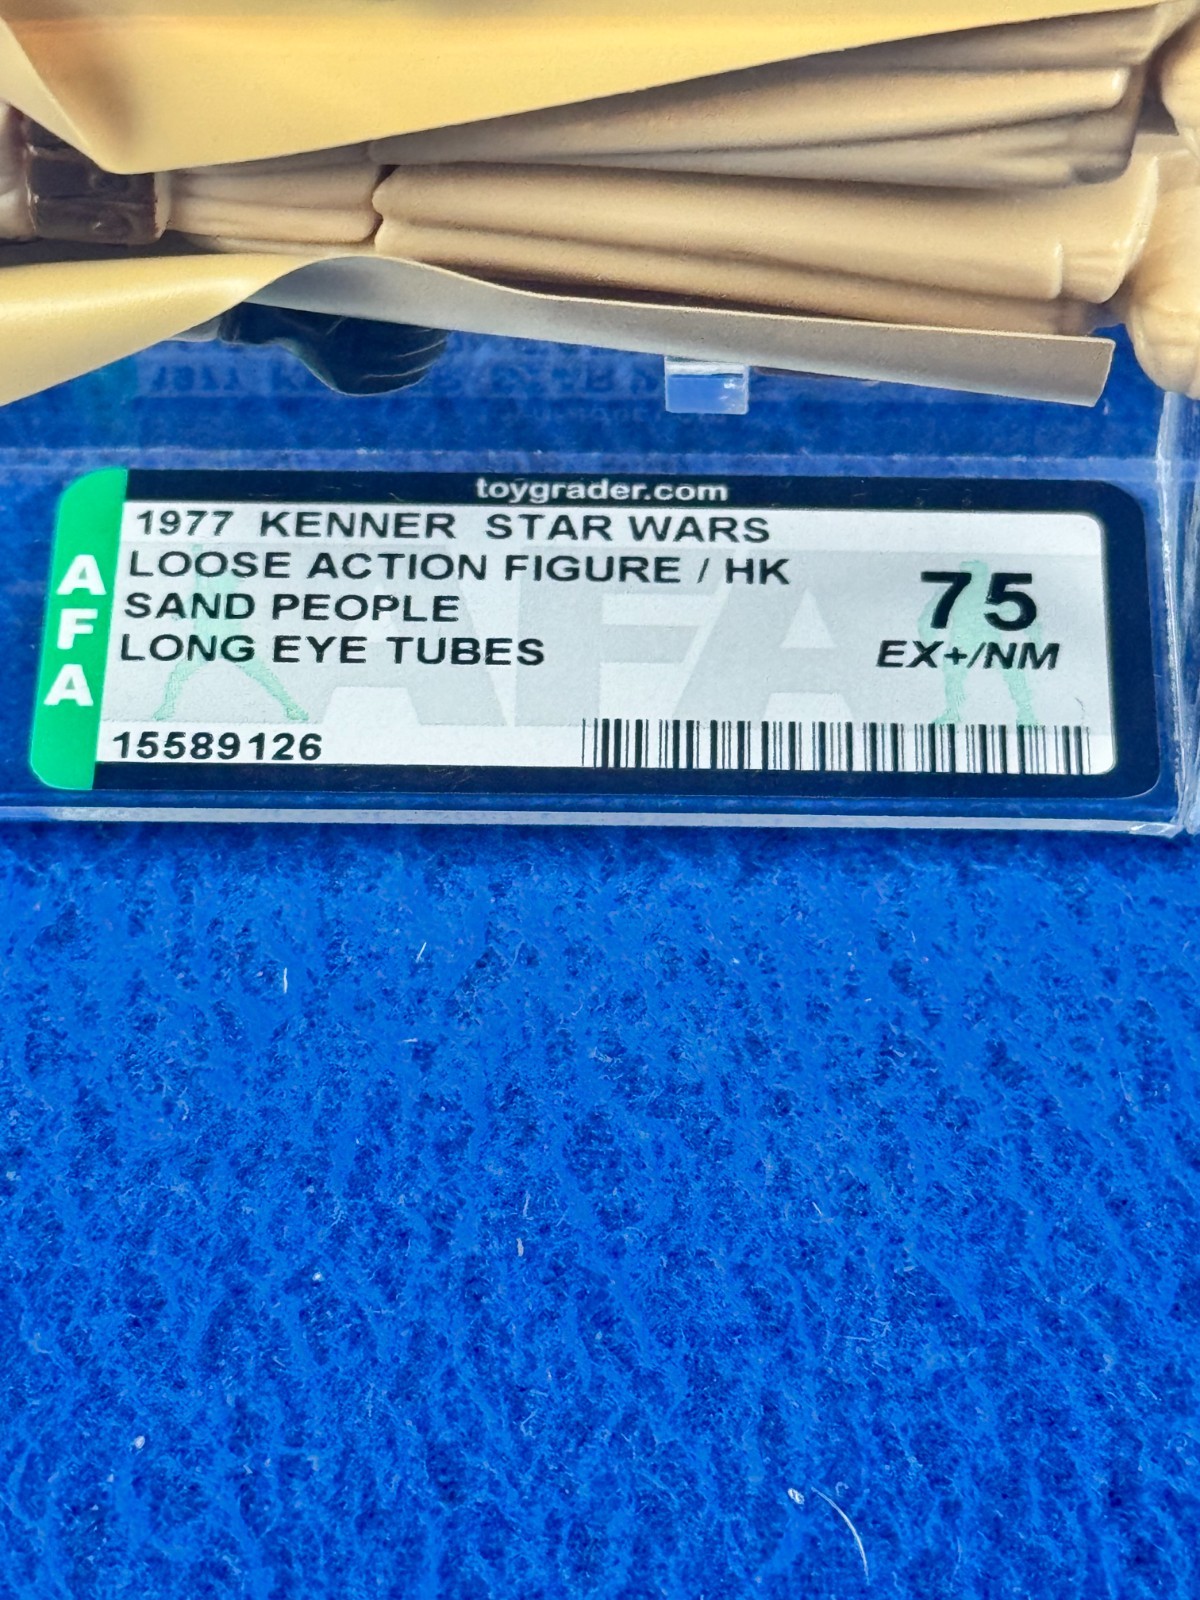 toygrader.com
1977 KENNER STAR WARS
LOOSE ACTION FIGURE / HK
SAND PEOPLE
LONG EYE TUBES
75
EX+/NM
AFA
15589126
AFA